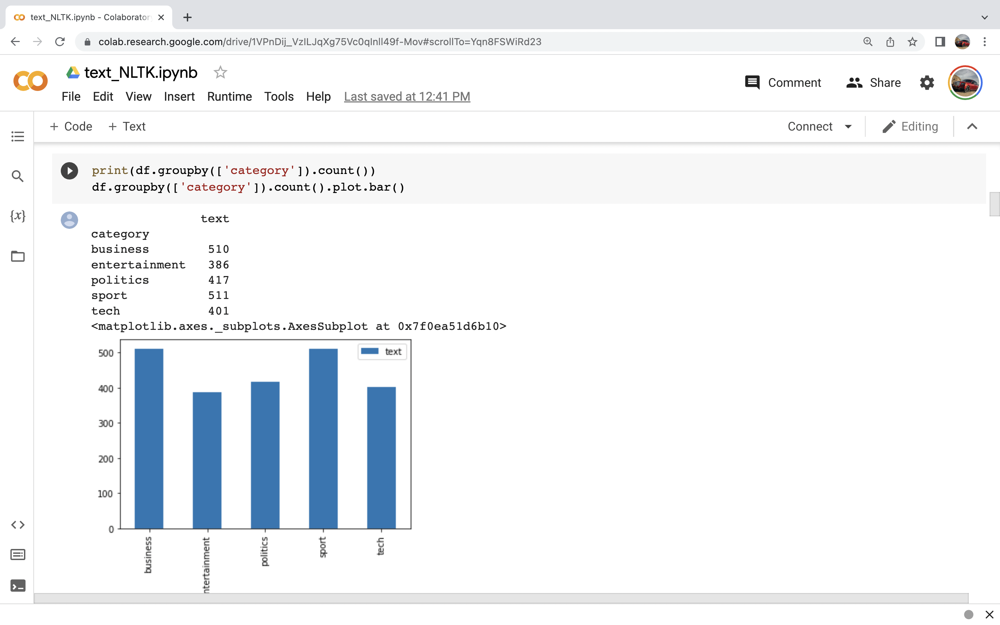 text_NLTK.ipynb - Colaboratory
colab.research.google.com/drive/1VPnDij_VzILJqXg75Vc0qInlI49f-Mov#scrollTo=Yqn8FSWiRd23
text_NLTK.ipynb
Comment Share
File Edit View Insert Runtime Tools Help Last saved at 12:41 PM
+ Code + Text Connect Editing
print(df.groupby(['category']).count())
df.groupby(['category']).count().plot.bar()
{x}
text
category
business 510
entertainment 386
politics 417
sport 511
tech 401
<matplotlib.axes._subplots.AxesSubplot at 0x7f0ea51d6b10>
text
500
400
300
200
100
0
business
ntertainment
politics
sport
tech